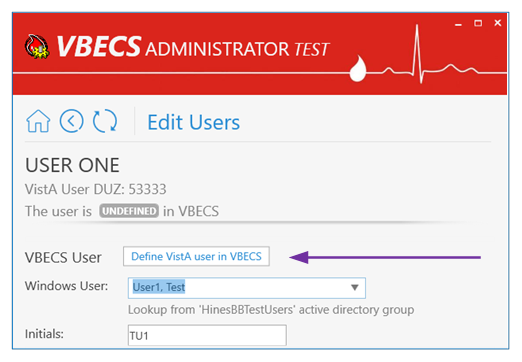 VBECS ADMINISTRATOR TEST
Edit Users
USER ONE
VistA User DUZ: 53333
The user is UNDEFINED in VBECS
VBECS User Define VistA user in VBECS
Windows User: User1. Test
Lookup from 'HinesBBTestUsers' active directory group
Initials: TU1